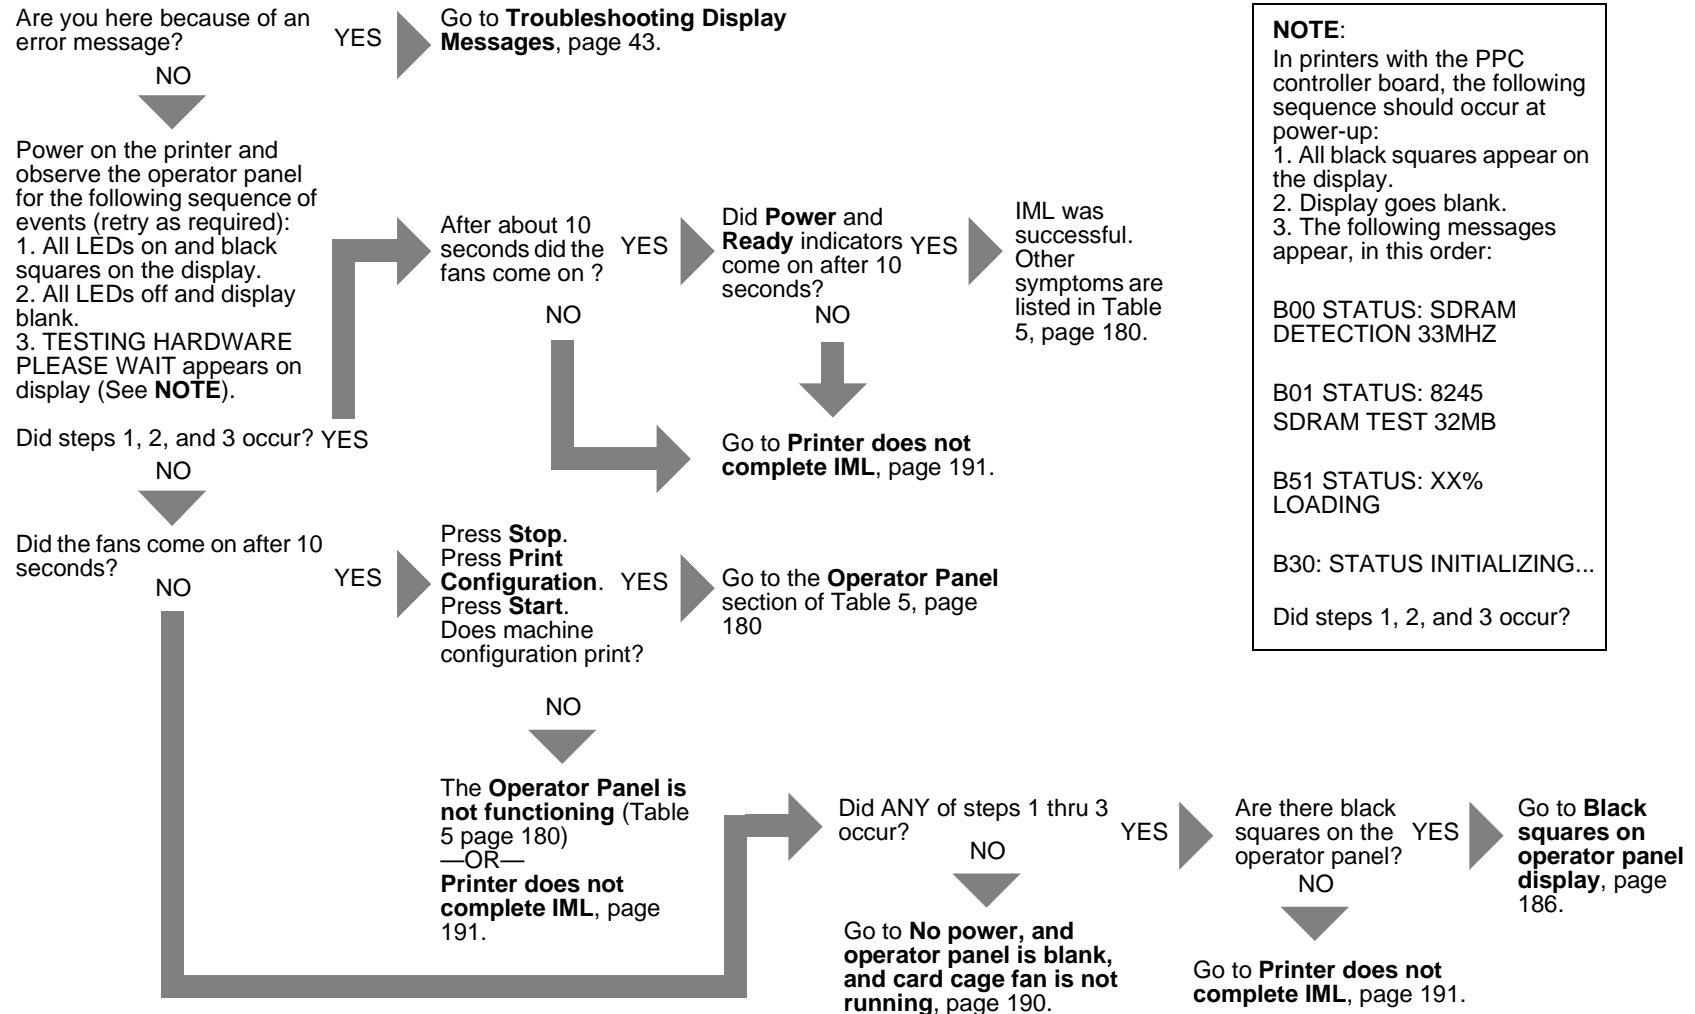 Are you here because of an
error message?
YES
Go to Troubleshooting Display
Messages, page 43.
NO
Power on the printer and
observe the operator panel
for the following sequence of
events (retry as required):
1. All LEDs on and black
squares on the display.
2. All LEDs off and display
blank.
3. TESTING HARDWARE
PLEASE WAIT appears on
display (See NOTE).
Did steps 1, 2, and 3 occur? YES
NO
After about 10
seconds did the
fans come on ?
YES
NO
Did Power and
Ready indicators
come on after 10
seconds?
YES
NO
IML was
successful.
Other
symptoms are
listed in Table
5, page 180.
Go to Printer does not
complete IML, page 191.
Did the fans come on after 10
seconds?
YES
NO
Press Stop.
Press Print
Configuration.
Press Start.
Does machine
configuration print?
YES
Go to the Operator Panel
section of Table 5, page
180
NO
The Operator Panel is
not functioning (Table
5 page 180)
—OR—
Printer does not
complete IML, page
191.
Did ANY of steps 1 thru 3
occur?
YES
NO
Go to No power, and
operator panel is blank,
and card cage fan is not
running, page 190.
Are there black
squares on the
operator panel?
YES
NO
Go to Printer does not
complete IML, page 191.
Go to Black
squares on
operator panel
display, page
186.
NOTE:
In printers with the PPC
controller board, the following
sequence should occur at
power-up:
1. All black squares appear on
the display.
2. Display goes blank.
3. The following messages
appear, in this order:
B00 STATUS: SDRAM
DETECTION 33MHZ
B01 STATUS: 8245
SDRAM TEST 32MB
B51 STATUS: XX%
LOADING
B30: STATUS INITIALIZING...
Did steps 1, 2, and 3 occur?